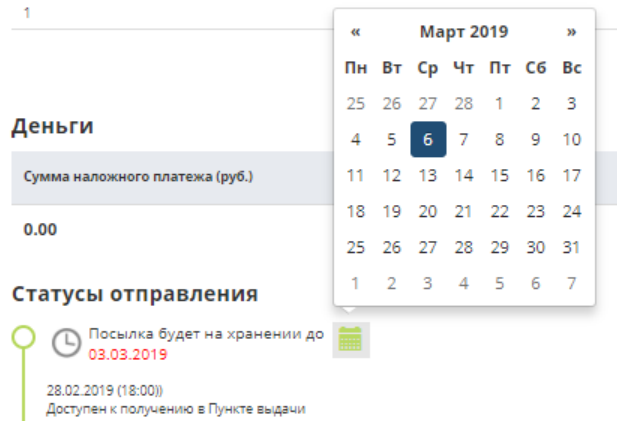 1
« Март 2019 »
Пн Вт Ср Чт Пт Сб Вс
25 26 27 28 1 2 3
4 5 6 7 8 9 10
11 12 13 14 15 16 17
18 19 20 21 22 23 24
25 26 27 28 29 30 31
1 2 3 4 5 6 7
Деньги
Сумма наложного платежа (руб.)
0.00
Статусы отправления
Посылка будет на хранении до
03.03.2019
28.02.2019 (18:00))
Доступен к получению в Пункте выдачи